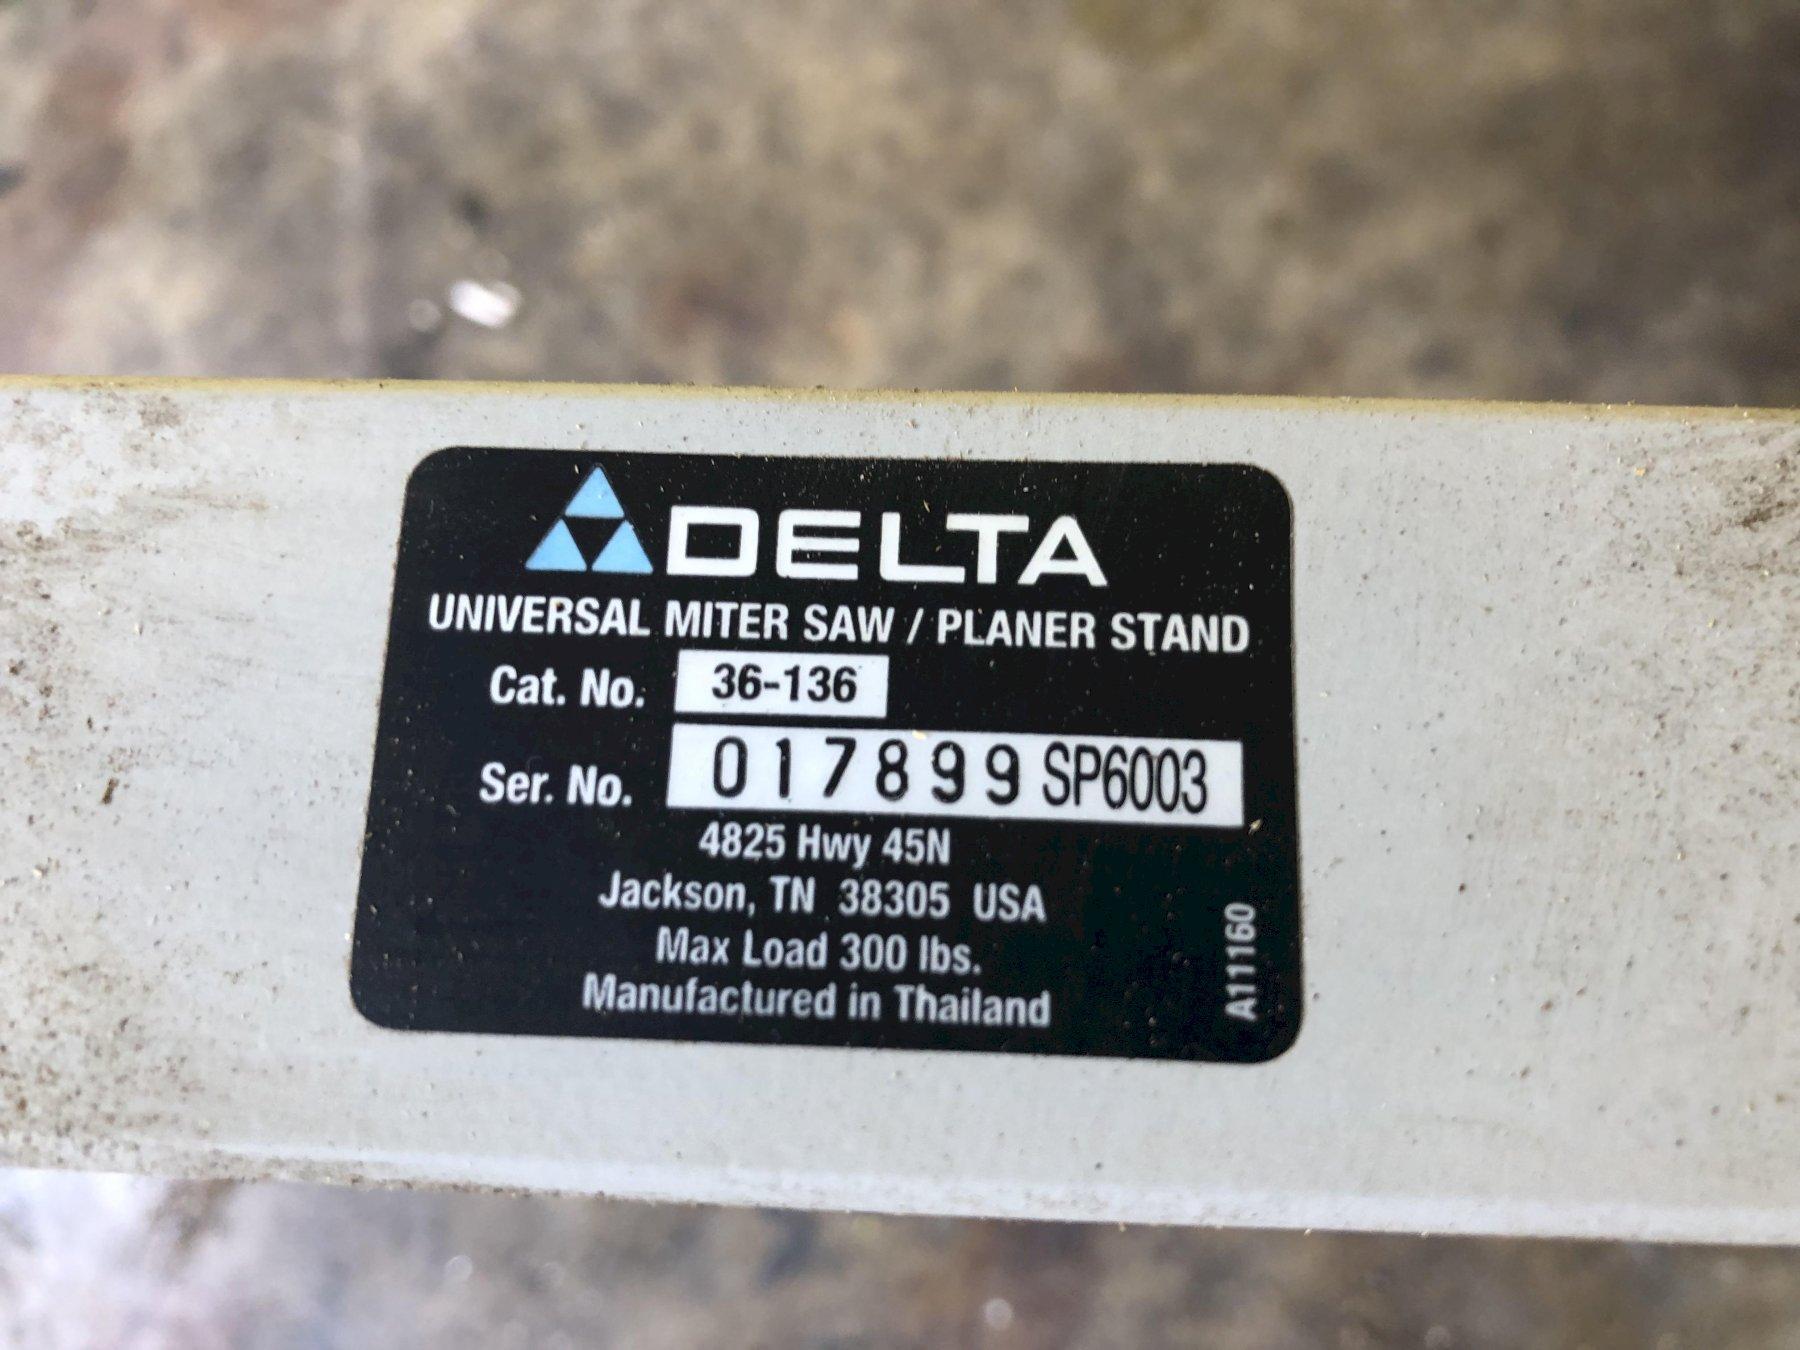 DELTA
UNIVERSAL MITER SAW / PLANER STAND
Cat. No. 36-136
Ser. No. 017899 SP6003
4825 Hwy 45N
Jackson, TN 38305 USA
Max Load 300 lbs.
Manufactured in Thailand
A11160